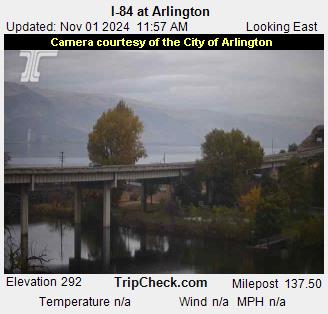 I-84 at Arlington
Updated: Nov 01 2024 11:57 AM Looking East
Camera courtesy of the City of Arlington
Elevation 292 TripCheck.com Milepost 137.50
Temperature n/a Wind n/a MPH n/a